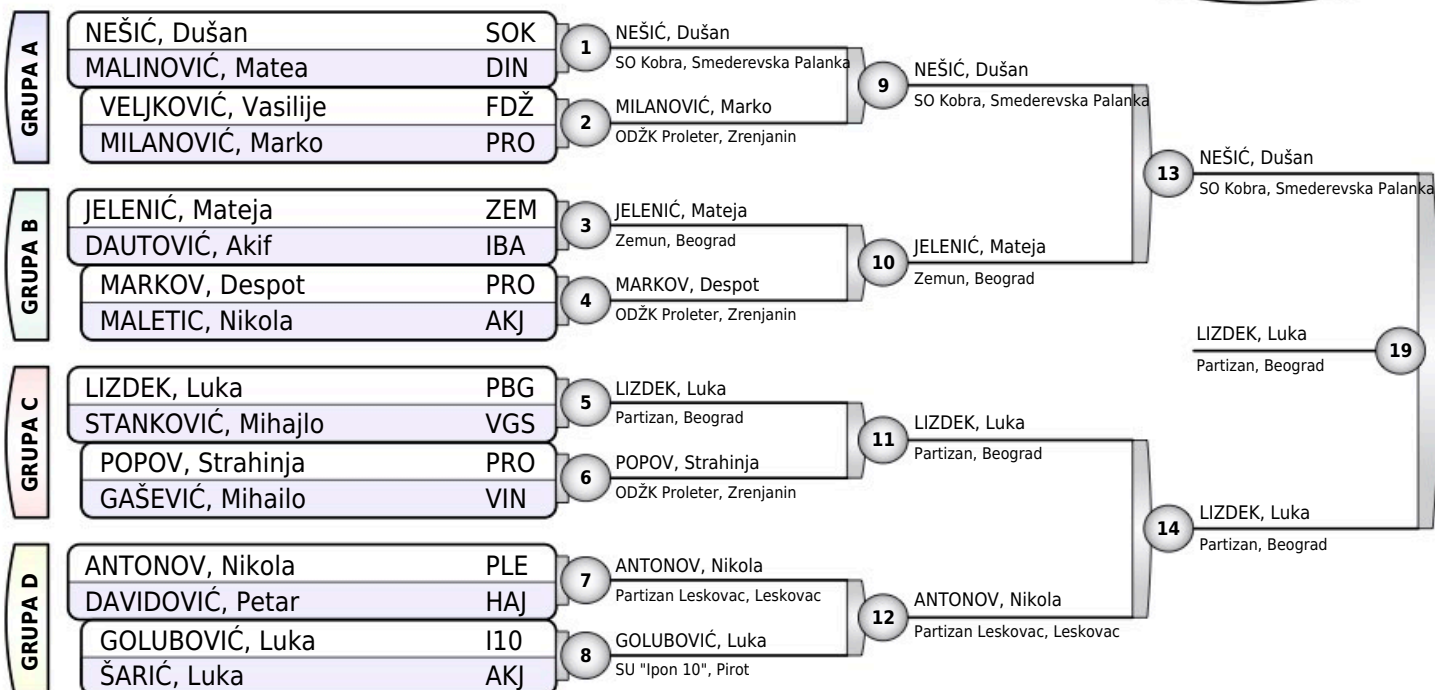 GRUPA A
NEŠIĆ, Dušan SOK
MALINOVIĆ, Matea DIN
VELJKOVIĆ, Vasilije FDŽ
MILANOVIĆ, Marko PRO
GRUPA B
JELENIĆ, Mateja ZEM
DAUTOVIĆ, Akif IBA
MARKOV, Despot PRO
MALETIC, Nikola AKJ
GRUPA C
LIZDEK, Luka PBG
STANKOVIĆ, Mihajlo VGS
POPOV, Strahinja PRO
GAŠEVIĆ, Mihailo VIN
GRUPA D
ANTONOV, Nikola PLE
DAVIDOVIĆ, Petar HAJ
GOLUBOVIĆ, Luka I10
ŠARIĆ, Luka AKJ
1 NEŠIĆ, Dušan
SO Kobra, Smederevska Palanka
2 MILANOVIĆ, Marko
ODŽK Proleter, Zrenjanin
3 JELENIĆ, Mateja
Zemun, Beograd
4 MARKOV, Despot
ODŽK Proleter, Zrenjanin
5 LIZDEK, Luka
Partizan, Beograd
6 POPOV, Strahinja
ODŽK Proleter, Zrenjanin
7 ANTONOV, Nikola
Partizan Leskovac, Leskovac
8 GOLUBOVIĆ, Luka
SU "Ipon 10", Pirot
9 NEŠIĆ, Dušan
SO Kobra, Smederevska Palanka
10 JELENIĆ, Mateja
Zemun, Beograd
11 LIZDEK, Luka
Partizan, Beograd
12 ANTONOV, Nikola
Partizan Leskovac, Leskovac
13 NEŠIĆ, Dušan
SO Kobra, Smederevska Palanka
14 LIZDEK, Luka
Partizan, Beograd
LIZDEK, Luka
Partizan, Beograd
19